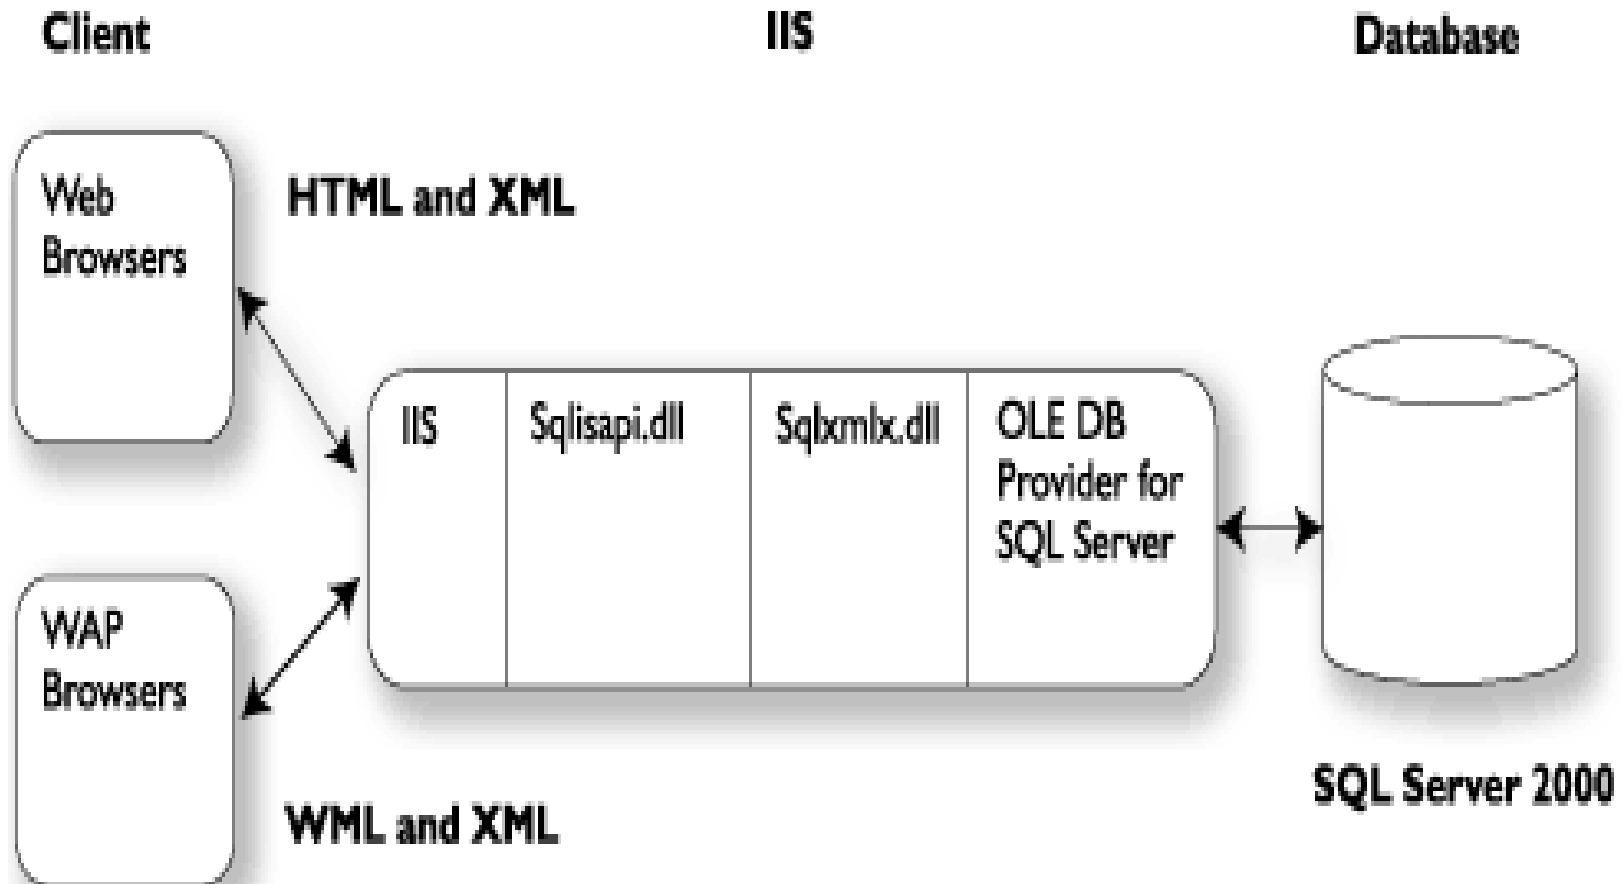 Client
IIS
Database
Web
Browsers
HTML and XML
IIS
Sqlisapi.dll
Sqlxmlx.dll
OLE DB
Provider for
SQL Server
WAP
Browsers
WML and XML
SQL Server 2000